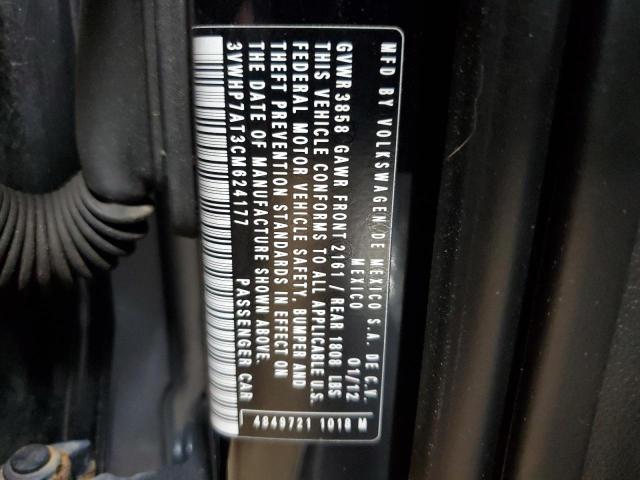 MFD BY VOLKSWAGEN DE MEXICO S.A. DE C.V.
MEXICO 01/12
GVWR 3858 GAWR FRONT 2161 / REAR 1808 LBS
THIS VEHICLE CONFORMS TO ALL APPLICABLE U.S.
FEDERAL MOTOR VEHICLE SAFETY, BUMPER AND
THEFT PREVENTION STANDARDS IN EFFECT ON
THE DATE OF MANUFACTURE SHOWN ABOVE.
3VWHP7AT3CM624177 PASSENGER CAR
4849721 1018 M